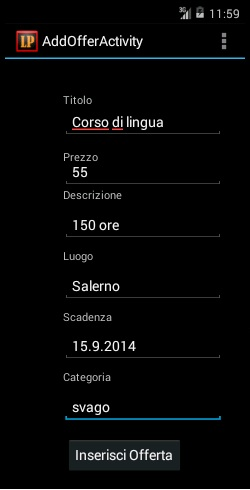 3G 11:59
LP AddOfferActivity
Titolo
Corso di lingua
Prezzo
55
Descrizione
150 ore
Luogo
Salerno
Scadenza
15.9.2014
Categoria
svago
Inserisci Offerta